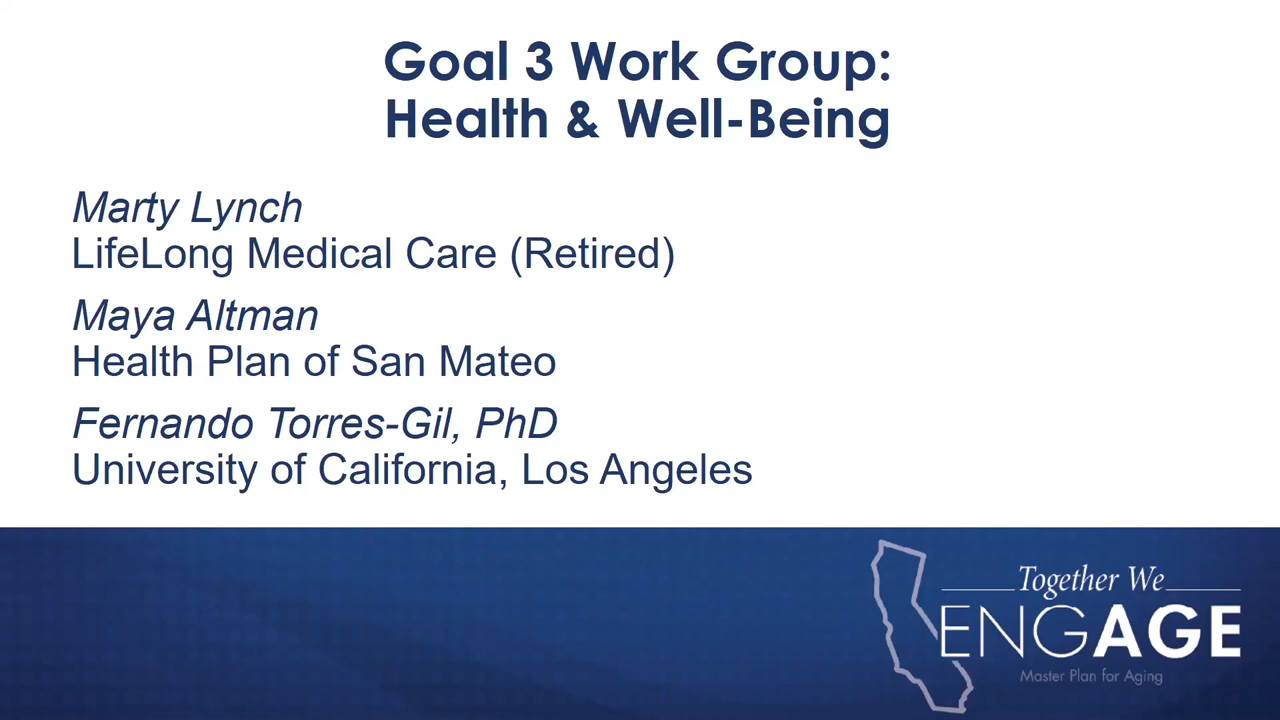 Goal 3 Work Group:
Health & Well-Being
Marty Lynch
LifeLong Medical Care (Retired)
Maya Altman
Health Plan of San Mateo
Fernando Torres-Gil, PhD
University of California, Los Angeles
Together We
ENGAGE
Master Plan for Aging